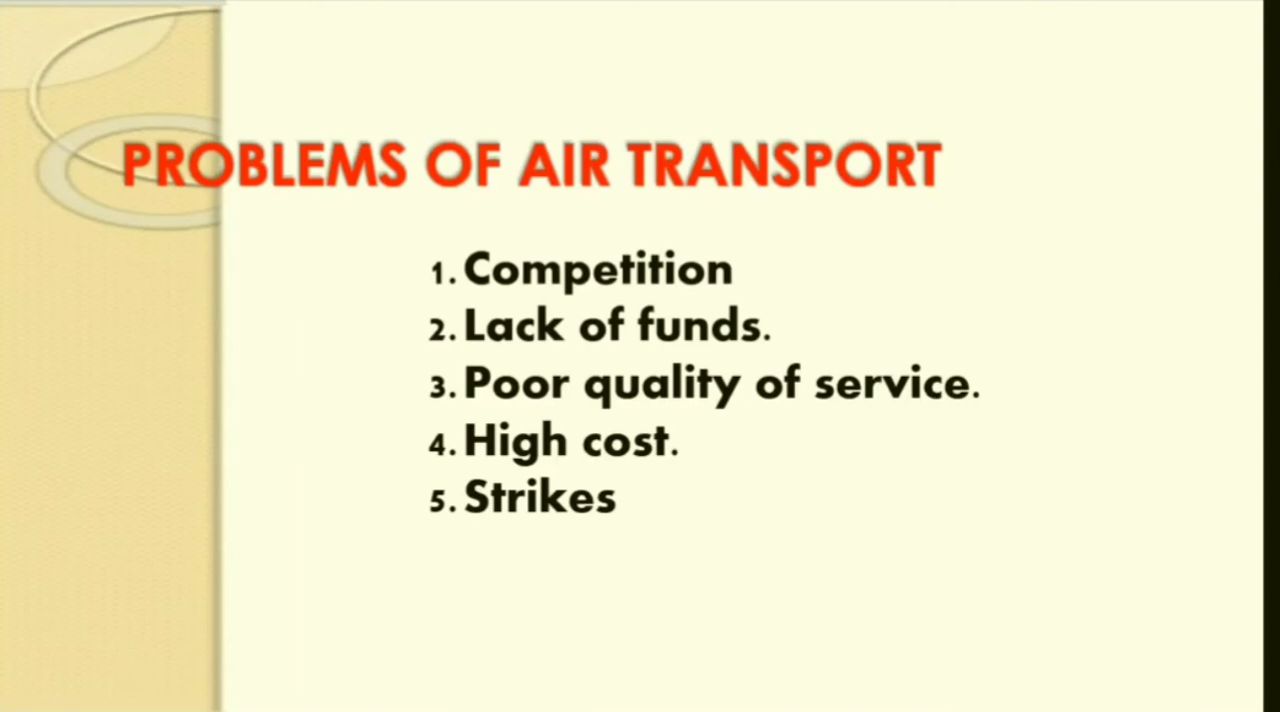 PROBLEMS OF AIR TRANSPORT
1. Competition
2. Lack of funds.
3. Poor quality of service.
4. High cost.
5. Strikes